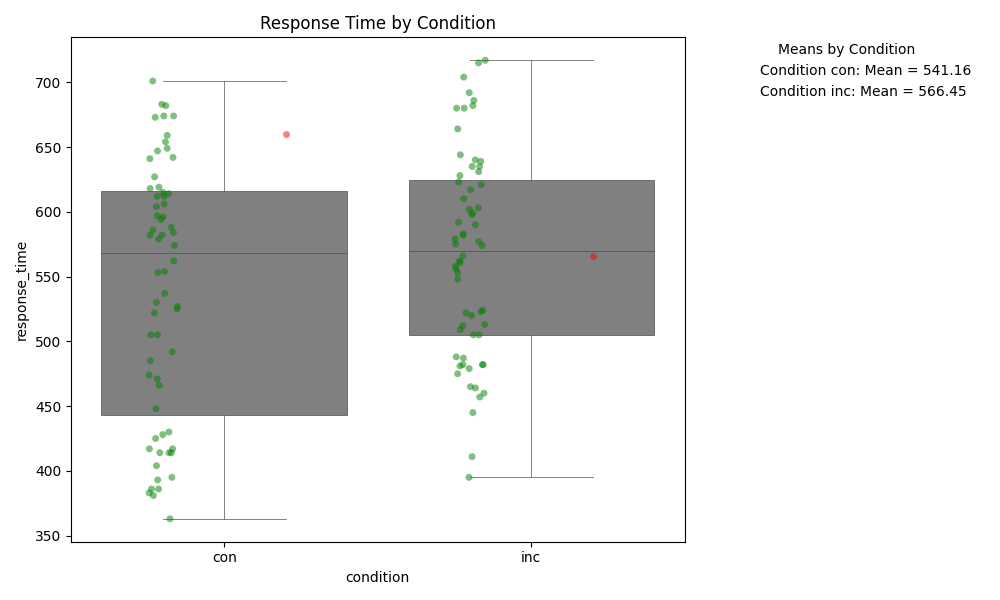 Response Time by Condition
Means by Condition
Condition con: Mean = 541.16
Condition inc: Mean = 566.45
700
650
600
550
500
450
400
350
response_time
con
inc
condition